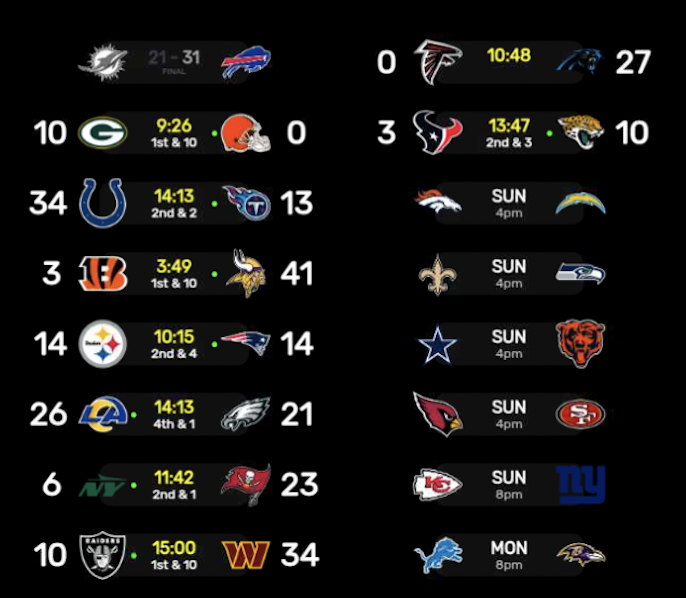 21 - 31
FINAL
10 9:26 0
1st & 10
34 14:13 13
2nd & 2
3 3:49 41
1st & 10
14 10:15 14
2nd & 4
26 14:13 21
4th & 1
6 11:42 23
2nd & 1
RAIDERS
10 15:00 34
1st & 10
0 10:48 27
3 13:47 10
2nd & 3
SUN
4pm
SUN
4pm
SUN
4pm
SUN
4pm
SUN
8pm
MON
8pm